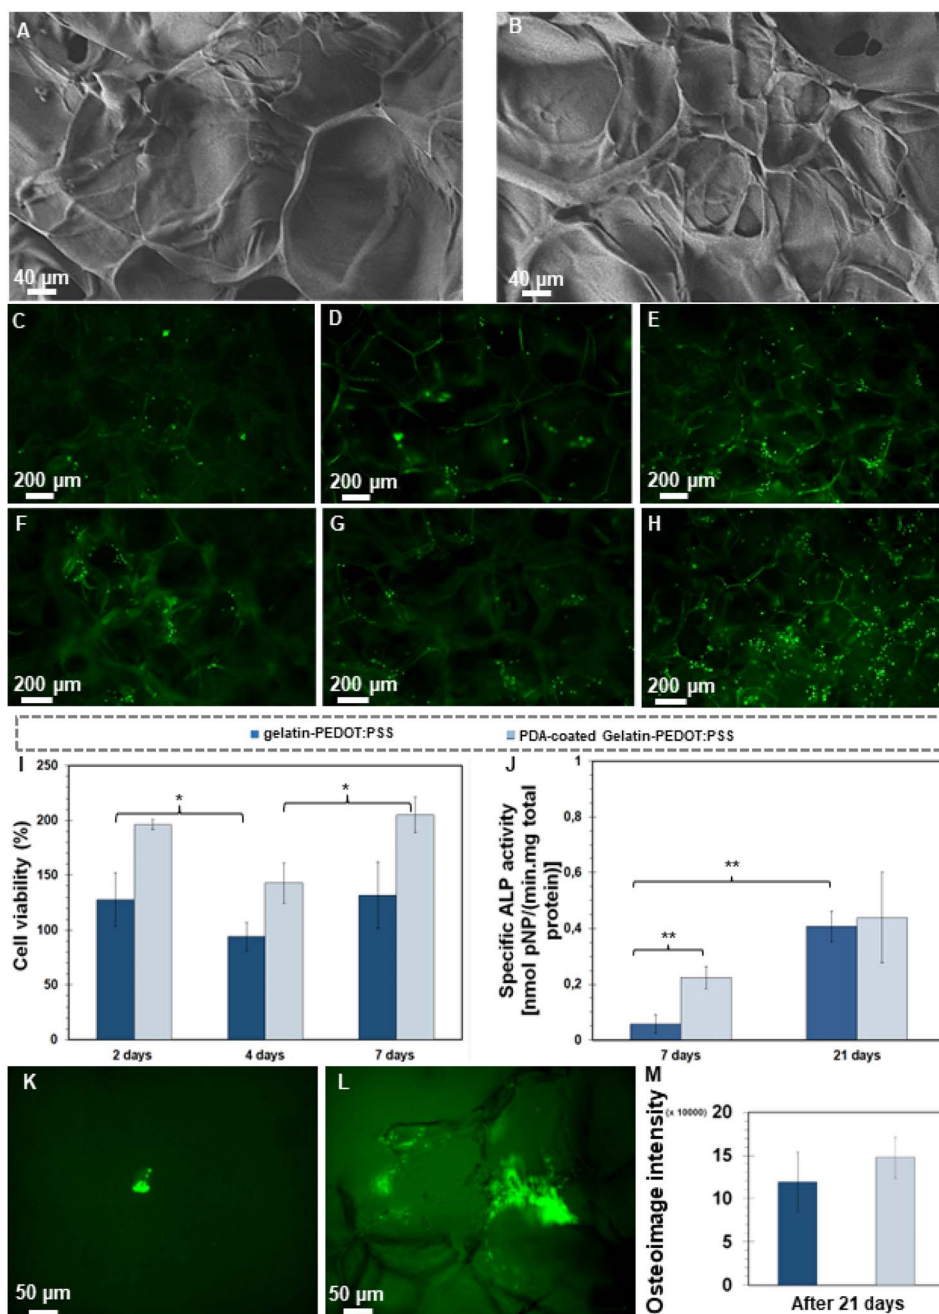 A
B
40 µm
40 µm
C
D
E
200 µm
200 µm
200 µm
F
G
H
200 µm
200 µm
200 µm
gelatin-PEDOT:PSS
PDA-coated Gelatin-PEDOT:PSS
I
Cell viability (%)
250
200
150
100
50
0
*
*
2 days
4 days
7 days
J
Specific ALP activity
[nmol pNP/(min.mg total
protein)]
1
0,8
0,6
0,4
0,2
0
**
**
7 days
21 days
K
L
50 µm
50 µm
M
Osteoimage intensity
(x 10000)
20
15
10
5
0
After 21 days